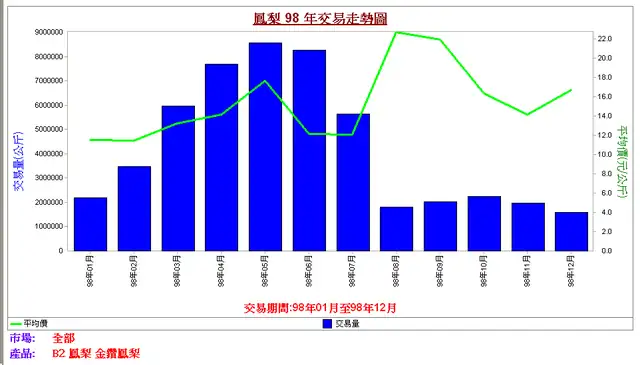 鳳梨 98 年交易走勢圖
交易量(公斤)
9000000
8000000
7000000
6000000
5000000
4000000
3000000
2000000
1000000
0
22.0
20.0
18.0
16.0
14.0
12.0
10.0
8.0
6.0
4.0
2.0
0.0
平均價(元/公斤)
98年01月
98年02月
98年03月
98年04月
98年05月
98年06月
98年07月
98年08月
98年09月
98年10月
98年11月
98年12月
交易期間:98年01月至98年12月
平均價 交易量
市場: 全部
產品: B2 鳳梨 金鑽鳳梨